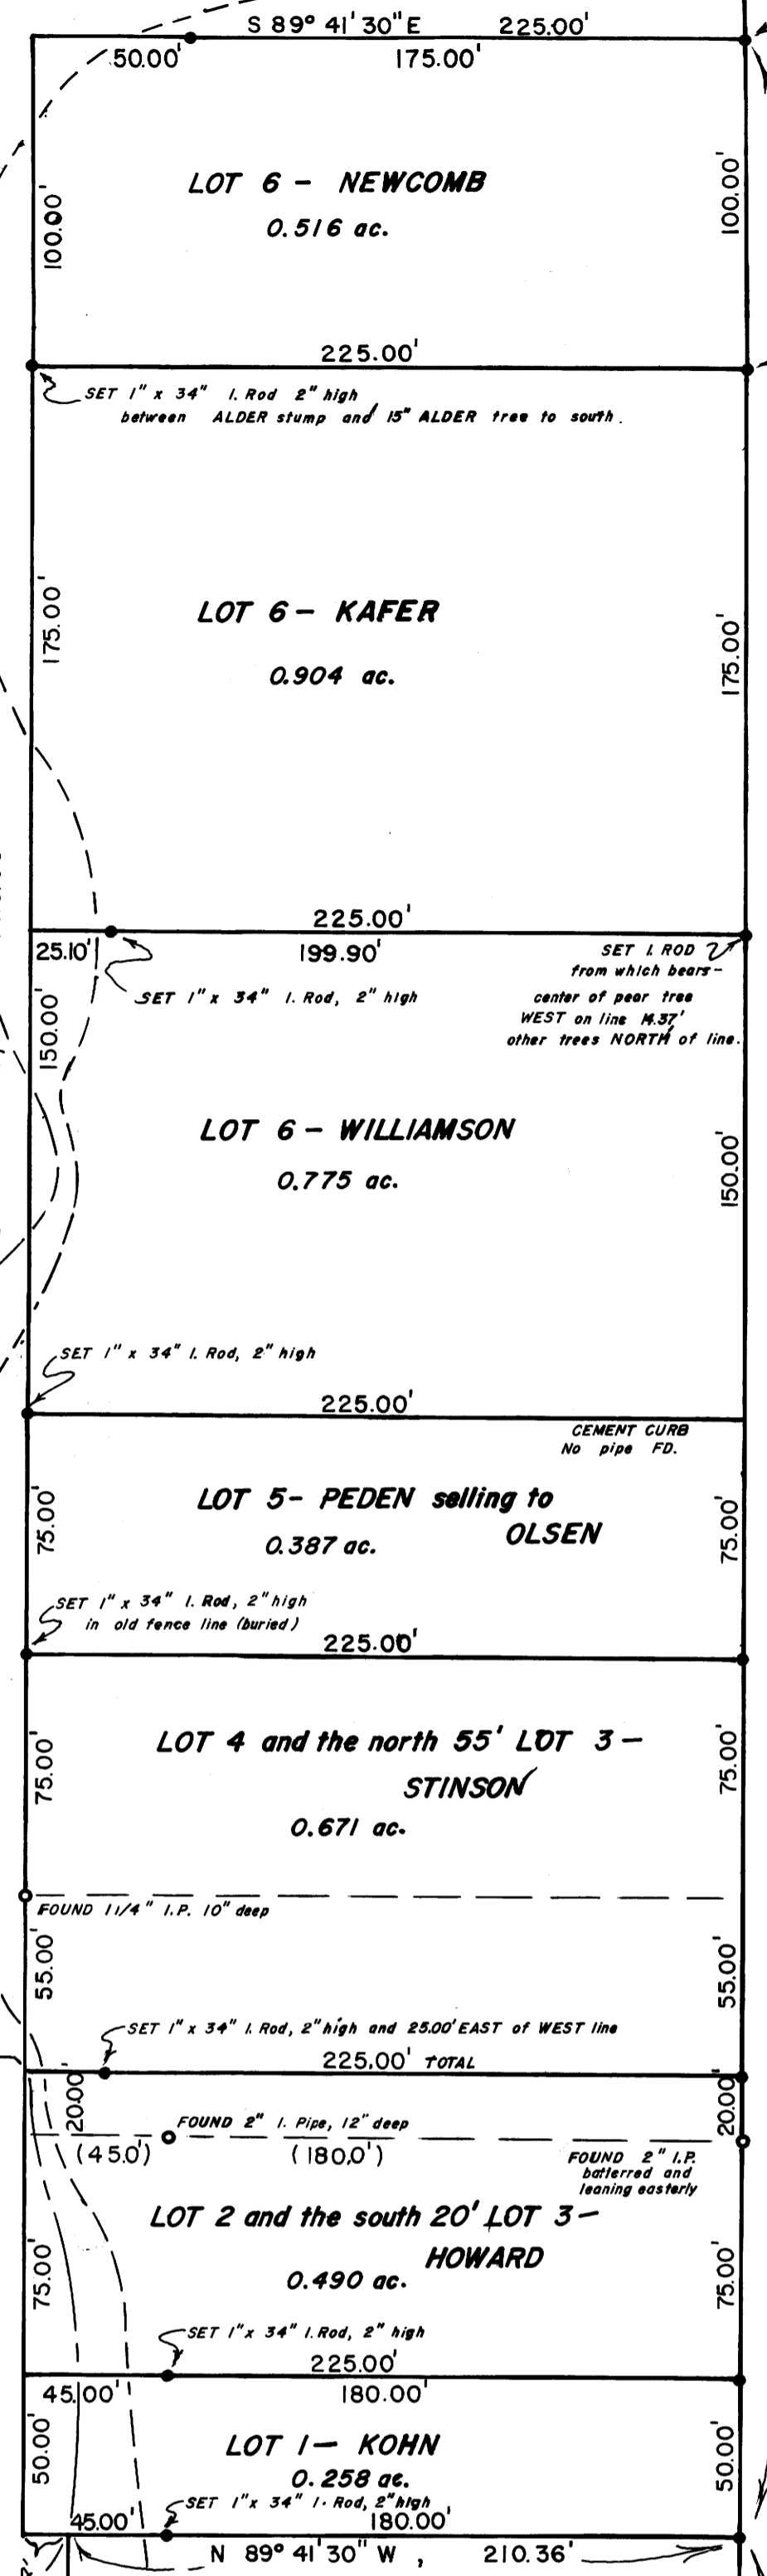 S 89° 41' 30" E 225.00'
50.00' 175.00'
LOT 6 - NEWCOMB
0.516 ac.
100.00' 100.00'
225.00'
SET 1" x 34" I. Rod 2" high
between ALDER stump and 15" ALDER tree to south.
175.00' 175.00'
LOT 6 - KAFER
0.904 ac.
225.00'
25.10' 199.90'
SET I. ROD
from which bears -
center of pear tree
WEST on line 14.37'
other trees NORTH of line.
SET 1" x 34" I. Rod, 2" high
150.00' 150.00'
LOT 6 - WILLIAMSON
0.775 ac.
SET 1" x 34" I. Rod, 2" high
225.00'
CEMENT CURB
No pipe FD.
75.00' 75.00'
LOT 5 - PEDEN selling to
OLSEN
0.387 ac.
SET 1" x 34" I. Rod, 2" high
in old fence line (buried)
225.00'
75.00' 75.00'
LOT 4 and the north 55' LOT 3 -
STINSON
0.671 ac.
FOUND 1 1/4" I.P. 10" deep
55.00' 55.00'
SET 1" x 34" I. Rod, 2" high and 25.00' EAST of WEST line
225.00' TOTAL
20.00' 20.00'
FOUND 2" I. Pipe, 12" deep
(45.0') (180.0')
FOUND 2" I.P.
batterred and
leaning easterly
LOT 2 and the south 20' LOT 3 -
HOWARD
0.490 ac.
75.00' 75.00'
SET 1" x 34" I. Rod, 2" high
225.00'
45.00' 180.00'
LOT 1 - KOHN
0.258 ac.
50.00' 50.00'
SET 1" x 34" I. Rod, 2" high
45.00' 180.00'
N 89° 41' 30" W , 210.36'